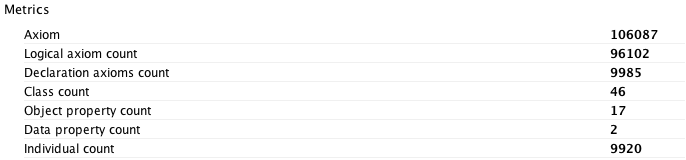 Metrics
Axiom 106087
Logical axiom count 96102
Declaration axioms count 9985
Class count 46
Object property count 17
Data property count 2
Individual count 9920